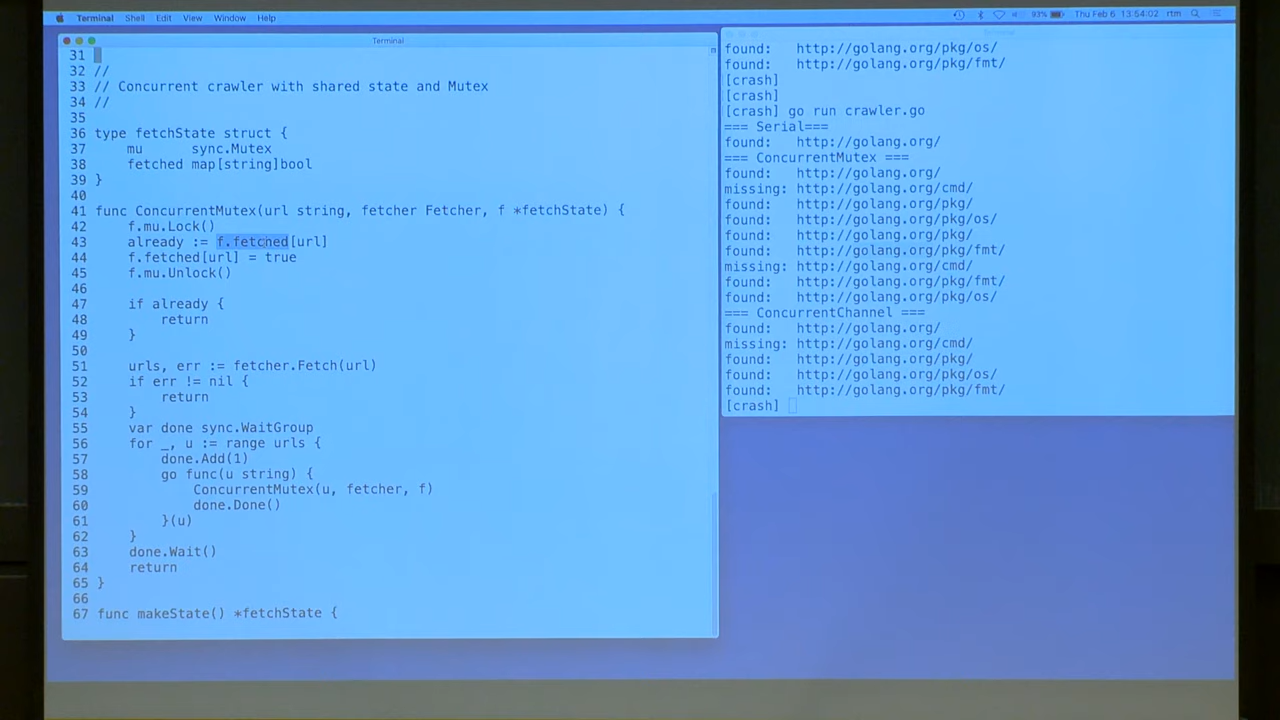 Terminal Shell Edit View Window Help
93% Thu Feb 6 13:54:02 rtm
Terminal
31
32 //
33 // Concurrent crawler with shared state and Mutex
34 //
35
36 type fetchState struct {
37     mu      sync.Mutex
38     fetched map[string]bool
39 }
40
41 func ConcurrentMutex(url string, fetcher Fetcher, f *fetchState) {
42     f.mu.Lock()
43     already := f.fetched[url]
44     f.fetched[url] = true
45     f.mu.Unlock()
46
47     if already {
48         return
49     }
50
51     urls, err := fetcher.Fetch(url)
52     if err != nil {
53         return
54     }
55     var done sync.WaitGroup
56     for _, u := range urls {
57         done.Add(1)
58         go func(u string) {
59             ConcurrentMutex(u, fetcher, f)
60             done.Done()
61         }(u)
62     }
63     done.Wait()
64     return
65 }
66
67 func makeState() *fetchState {
Terminal
found:   http://golang.org/pkg/os/
found:   http://golang.org/pkg/fmt/
[crash]
[crash]
[crash] go run crawler.go
=== Serial===
found:   http://golang.org/
=== ConcurrentMutex ===
found:   http://golang.org/
missing: http://golang.org/cmd/
found:   http://golang.org/pkg/
found:   http://golang.org/pkg/os/
found:   http://golang.org/pkg/
found:   http://golang.org/pkg/fmt/
missing: http://golang.org/cmd/
found:   http://golang.org/pkg/fmt/
found:   http://golang.org/pkg/os/
=== ConcurrentChannel ===
found:   http://golang.org/
missing: http://golang.org/cmd/
found:   http://golang.org/pkg/
found:   http://golang.org/pkg/os/
found:   http://golang.org/pkg/fmt/
[crash]